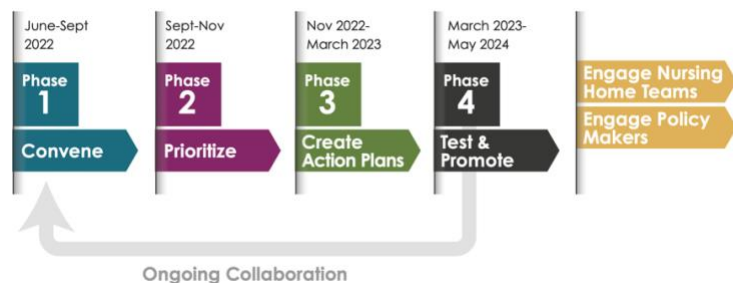 June-Sept
2022
Phase
1
Convene
Sept-Nov
2022
Phase
2
Prioritize
Nov 2022-
March 2023
Phase
3
Create
Action Plans
March 2023-
May 2024
Phase
4
Test &
Promote
Engage Nursing
Home Teams
Engage Policy
Makers
Ongoing Collaboration